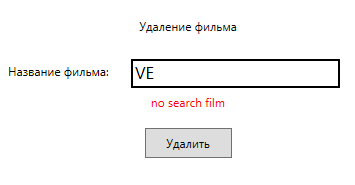 Удаление фильма
Название фильма: VE
no search film
Удалить